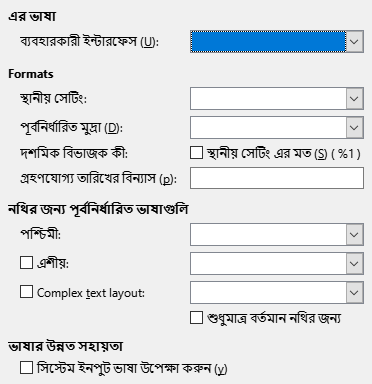 এর ভাষা
ব্যবহারকারী ইন্টারফেস (U):
Formats
স্থানীয় সেটিং:
পূর্বনির্ধারিত মুদ্রা (D):
দশমিক বিভাজক কী: স্থানীয় সেটিং এর মত (S) ( %1 )
গ্রহণযোগ্য তারিখের বিন্যাস (p):
নথির জন্য পূর্বনির্ধারিত ভাষাগুলি
পশ্চিমী:
এশীয়:
Complex text layout:
শুধুমাত্র বর্তমান নথির জন্য
ভাষার উন্নত সহায়তা
সিস্টেম ইনপুট ভাষা উপেক্ষা করুন (y)